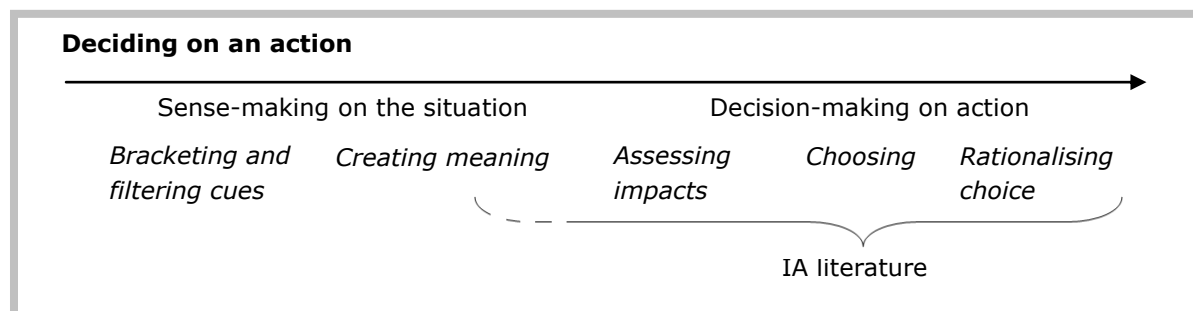 Deciding on an action
Sense-making on the situation
Decision-making on action
Bracketing and
filtering cues
Creating meaning
Assessing
impacts
Choosing
Rationalising
choice
IA literature